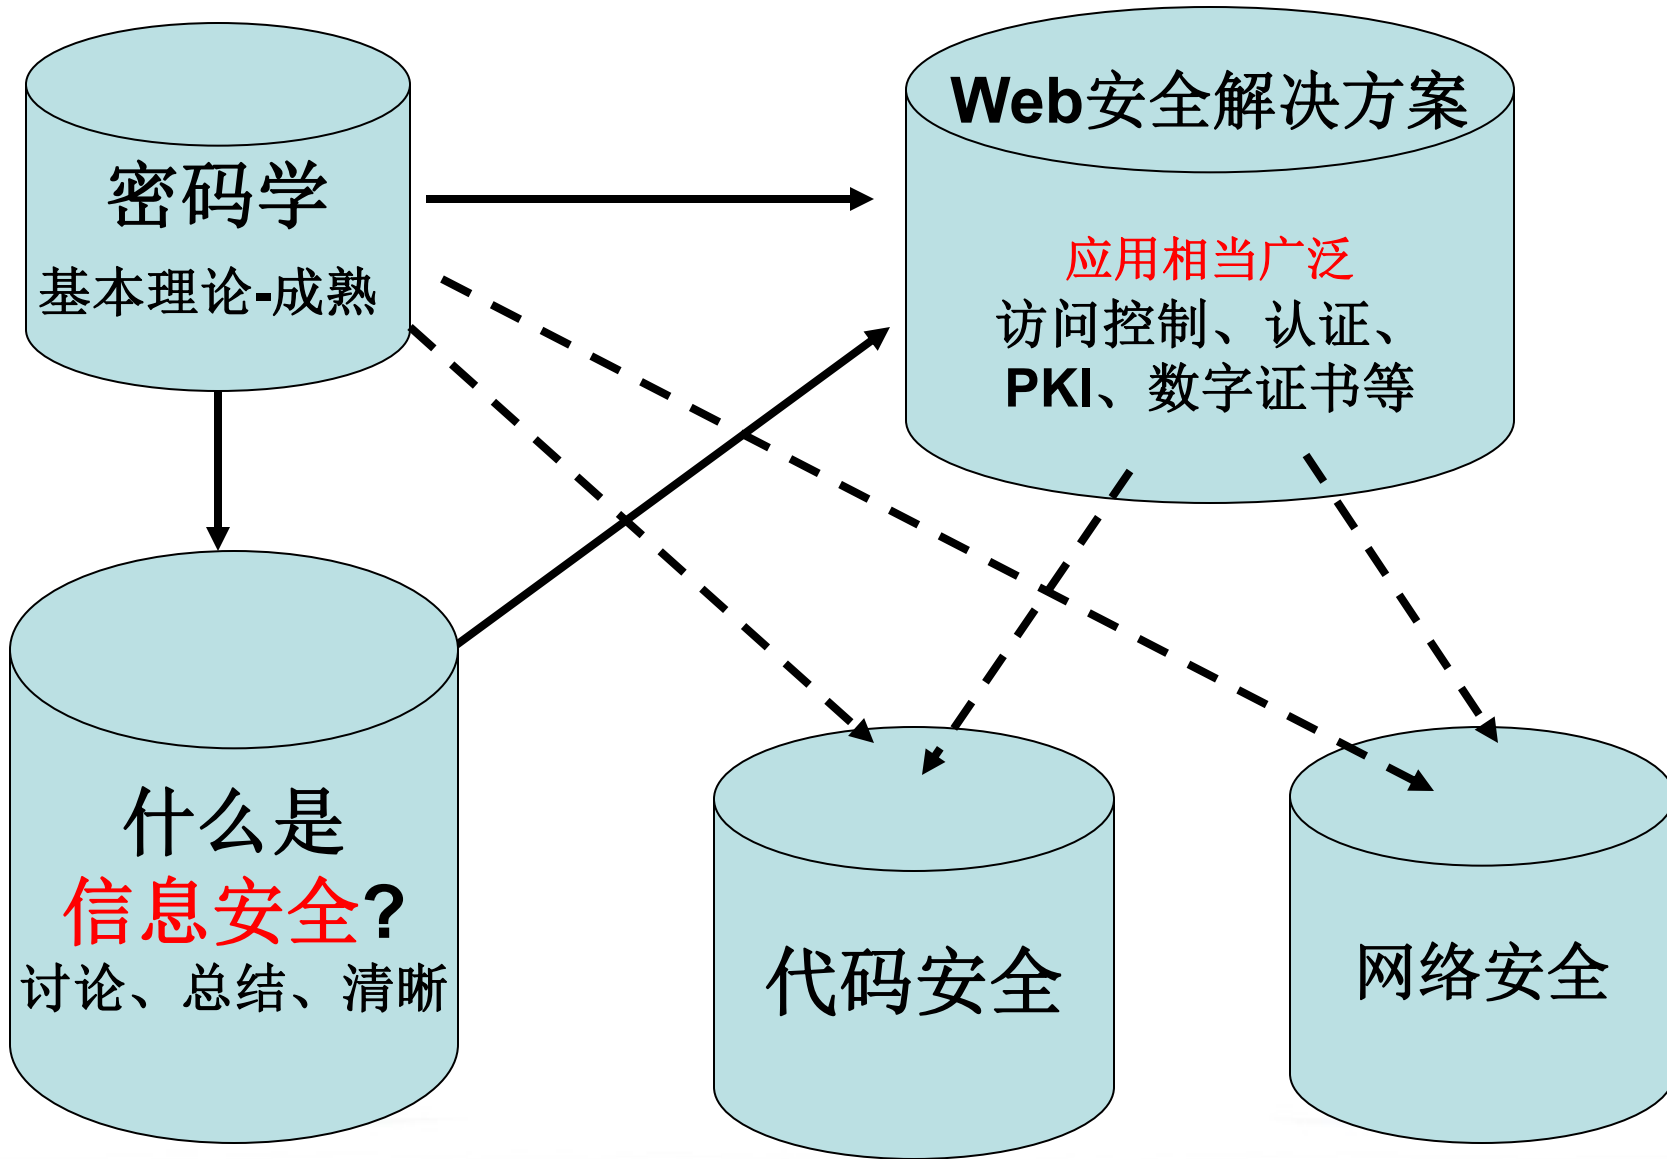 密码学
基本理论-成熟
Web安全解决方案
应用相当广泛
访问控制、认证、
PKI、数字证书等
什么是
信息安全?
讨论、总结、清晰
代码安全
网络安全